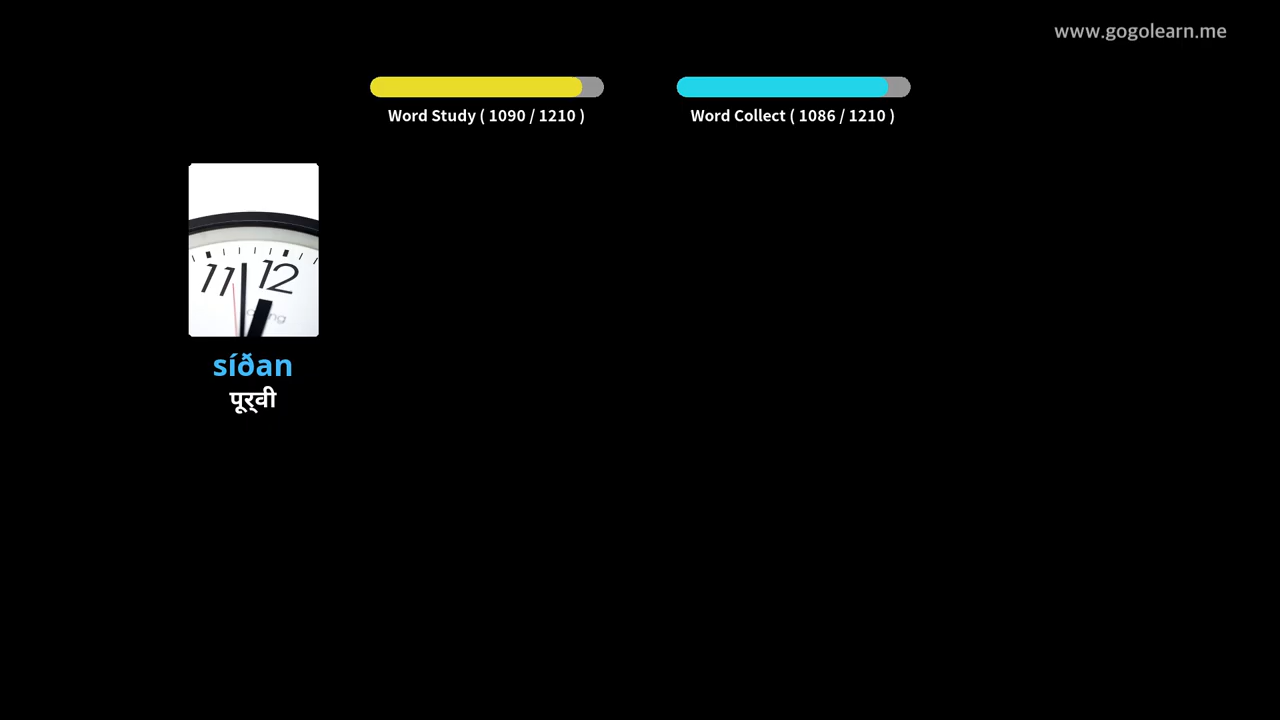 www.gogolearn.me
Word Study ( 1090 / 1210 )
Word Collect ( 1086 / 1210 )
11 12
síðan
पूर्वी